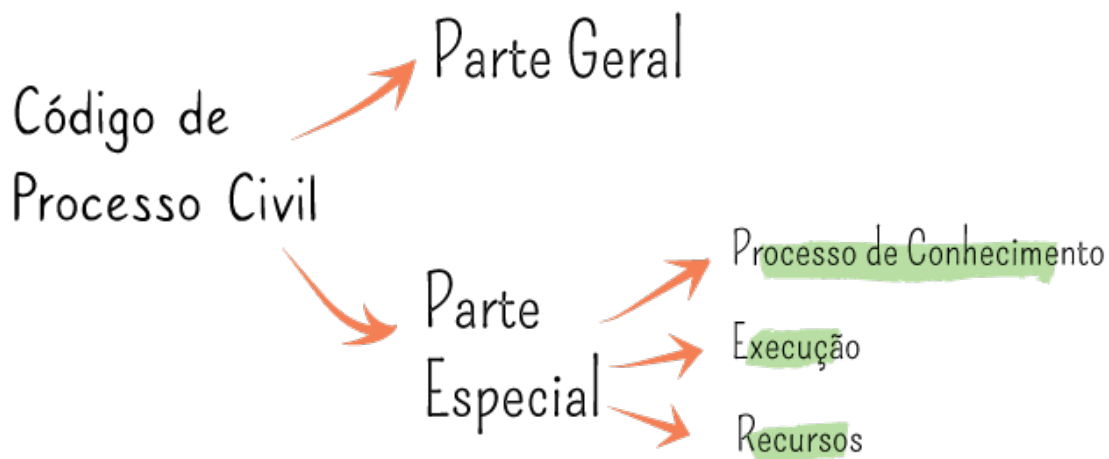 Código de
Processo Civil
Parte Geral
Parte
Especial
Processo de Conhecimento
Execução
Recursos